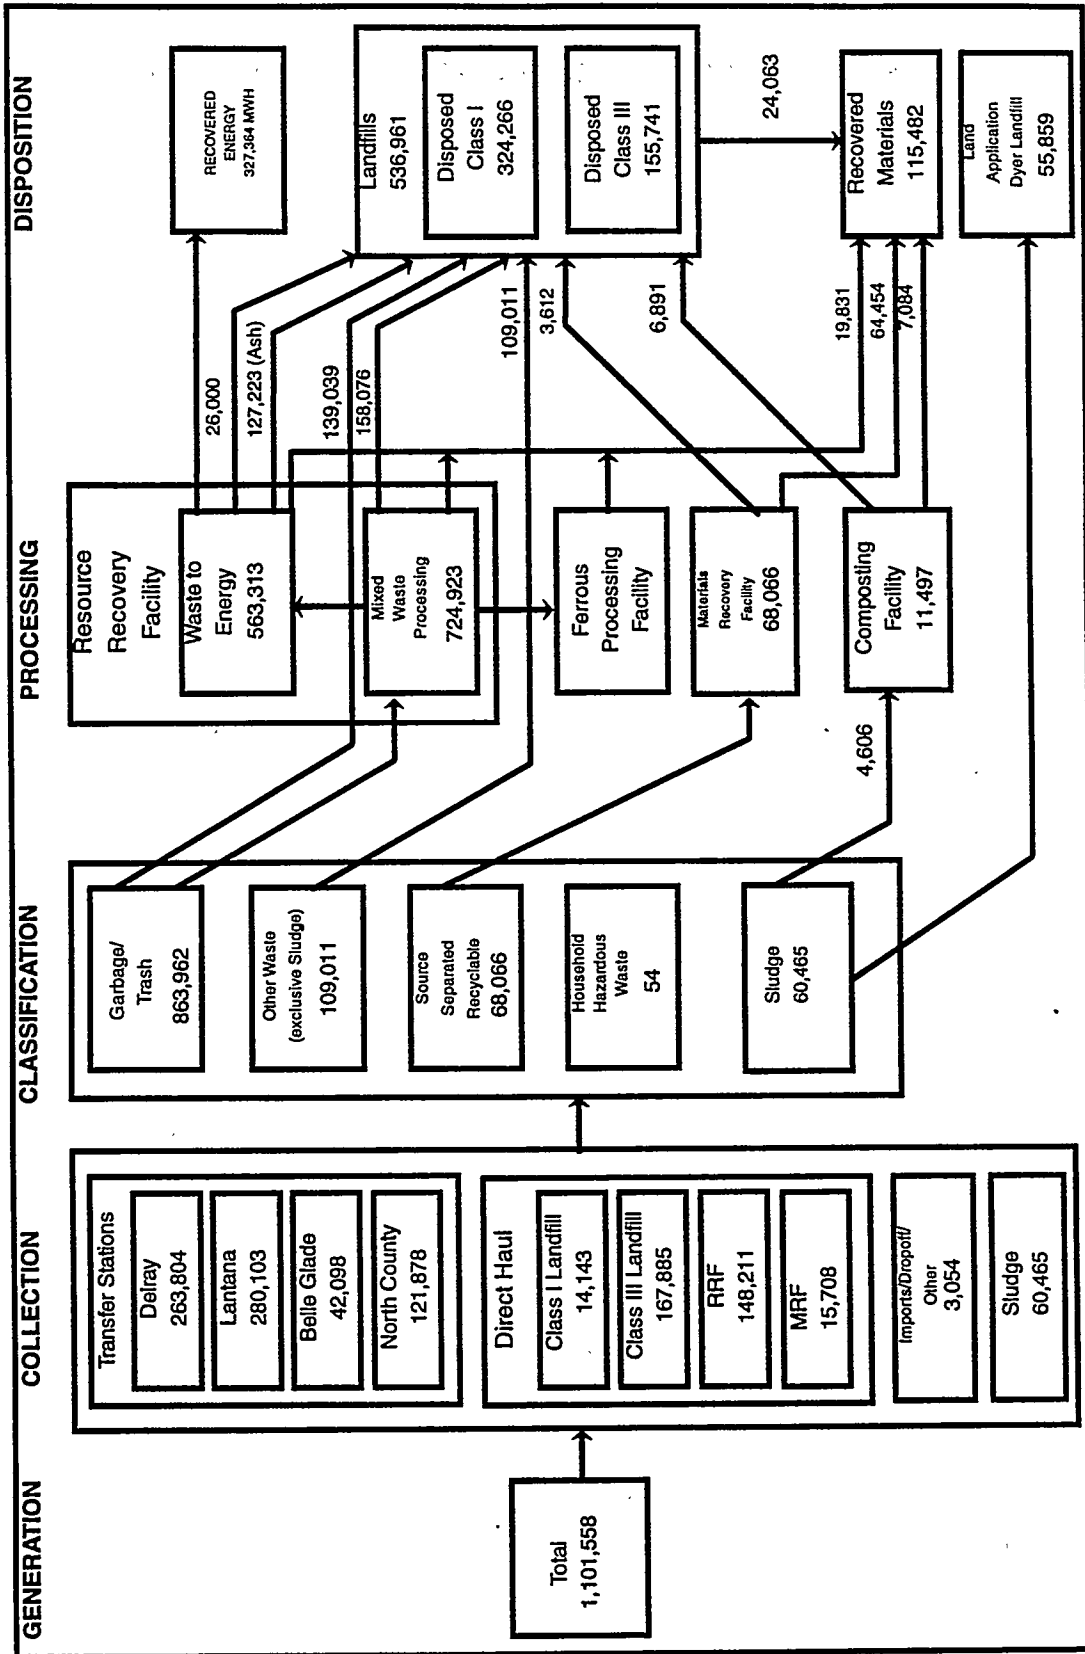 GENERATION
COLLECTION
CLASSIFICATION
PROCESSING
DISPOSITION
Total
1,101,558
Transfer Stations
Delray
263,804
Lantana
280,103
Belle Glade
42,098
North County
121,878
Direct Haul
Class I Landfill
14,143
Class III Landfill
167,885
RRF
148,211
MRF
15,708
Imports/Dropoff/
Other
3,054
Sludge
60,465
Garbage/
Trash
863,962
Other Waste
(exclusive Sludge)
109,011
Source
Separated
Recyclable
68,066
Household
Hazardous
Waste
54
Sludge
60,465
Resource
Recovery
Facility
Waste to
Energy
563,313
Mixed
Waste
Processing
724,923
Ferrous
Processing
Facility
Materials
Recovery
Facility
68,066
Composting
Facility
11,497
4,606
26,000
127,223 (Ash)
139,039
158,076
109,011
3,612
6,891
19,831
64,454
7,084
RECOVERED
ENERGY
327,364 MWH
Landfills
536,961
Disposed
Class I
324,266
Disposed
Class III
155,741
24,063
Recovered
Materials
115,482
Land
Application
Dyer Landfill
55,859